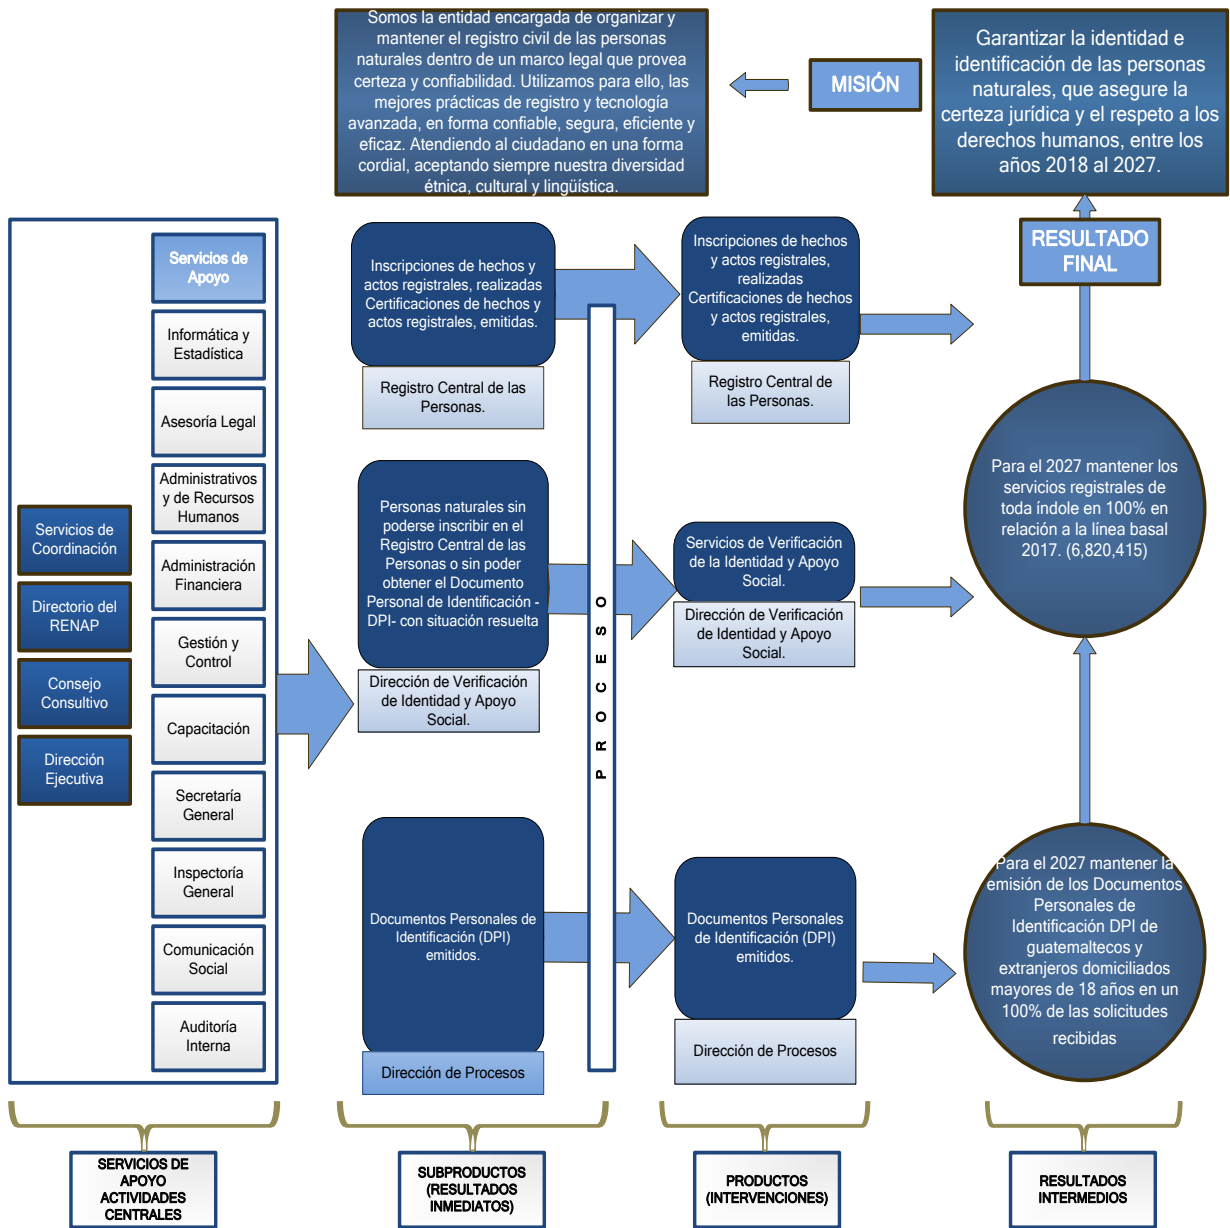 Somos la entidad encargada de organizar y
mantener el registro civil de las personas
naturales dentro de un marco legal que provea
certeza y confiabilidad. Utilizamos para ello, las
mejores prácticas de registro y tecnología
avanzada, en forma confiable, segura, eficiente y
eficaz. Atendiendo al ciudadano en una forma
cordial, aceptando siempre nuestra diversidad
étnica, cultural y lingüística.
MISIÓN
Garantizar la identidad e
identificación de las personas
naturales, que asegure la
certeza jurídica y el respeto a los
derechos humanos, entre los
años 2018 al 2027.
RESULTADO
FINAL
Servicios de
Coordinación
Directorio del
RENAP
Consejo
Consultivo
Dirección
Ejecutiva
Servicios de
Apoyo
Informática y
Estadística
Asesoría Legal
Administrativos
y de Recursos
Humanos
Administración
Financiera
Gestión y
Control
Capacitación
Secretaría
General
Inspectoría
General
Comunicación
Social
Auditoría
Interna
Inscripciones de hechos y
actos registrales, realizadas
Certificaciones de hechos y
actos registrales, emitidas.
Registro Central de las
Personas.
Personas naturales sin
poderse inscribir en el
Registro Central de las
Personas o sin poder
obtener el Documento
Personal de Identificación -
DPI- con situación resuelta
Dirección de Verificación
de Identidad y Apoyo
Social.
Documentos Personales de
Identificación (DPI)
emitidos.
Dirección de Procesos
PROCESO
Inscripciones de hechos
y actos registrales,
realizadas
Certificaciones de hechos
y actos registrales,
emitidas.
Registro Central de
las Personas.
Servicios de Verificación
de la Identidad y Apoyo
Social.
Dirección de Verificación
de Identidad y Apoyo
Social.
Documentos Personales
de Identificación (DPI)
emitidos.
Dirección de Procesos
Para el 2027 mantener los
servicios registrales de
toda índole en 100% en
relación a la línea basal
2017. (6,820,415)
Para el 2027 mantener la
emisión de los Documentos
Personales de
Identificación DPI de
guatemaltecos y
extranjeros domiciliados
mayores de 18 años en un
100% de las solicitudes
recibidas
SERVICIOS DE
APOYO
ACTIVIDADES
CENTRALES
SUBPRODUCTOS
(RESULTADOS
INMEDIATOS)
PRODUCTOS
(INTERVENCIONES)
RESULTADOS
INTERMEDIOS